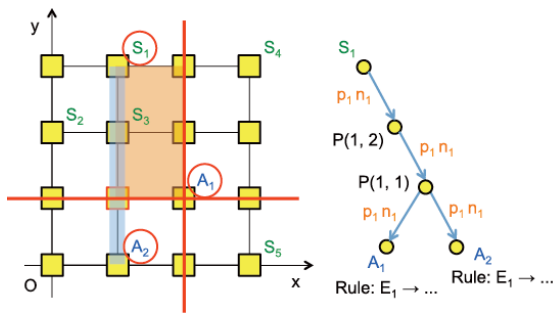 y
S1
S4
S2
S3
A1
A2
S5
O
x
S1
p1 n1
P(1, 2)
p1 n1
P(1, 1)
p1 n1
p1 n1
A1
A2
Rule: E1 → ...
Rule: E1 → ...